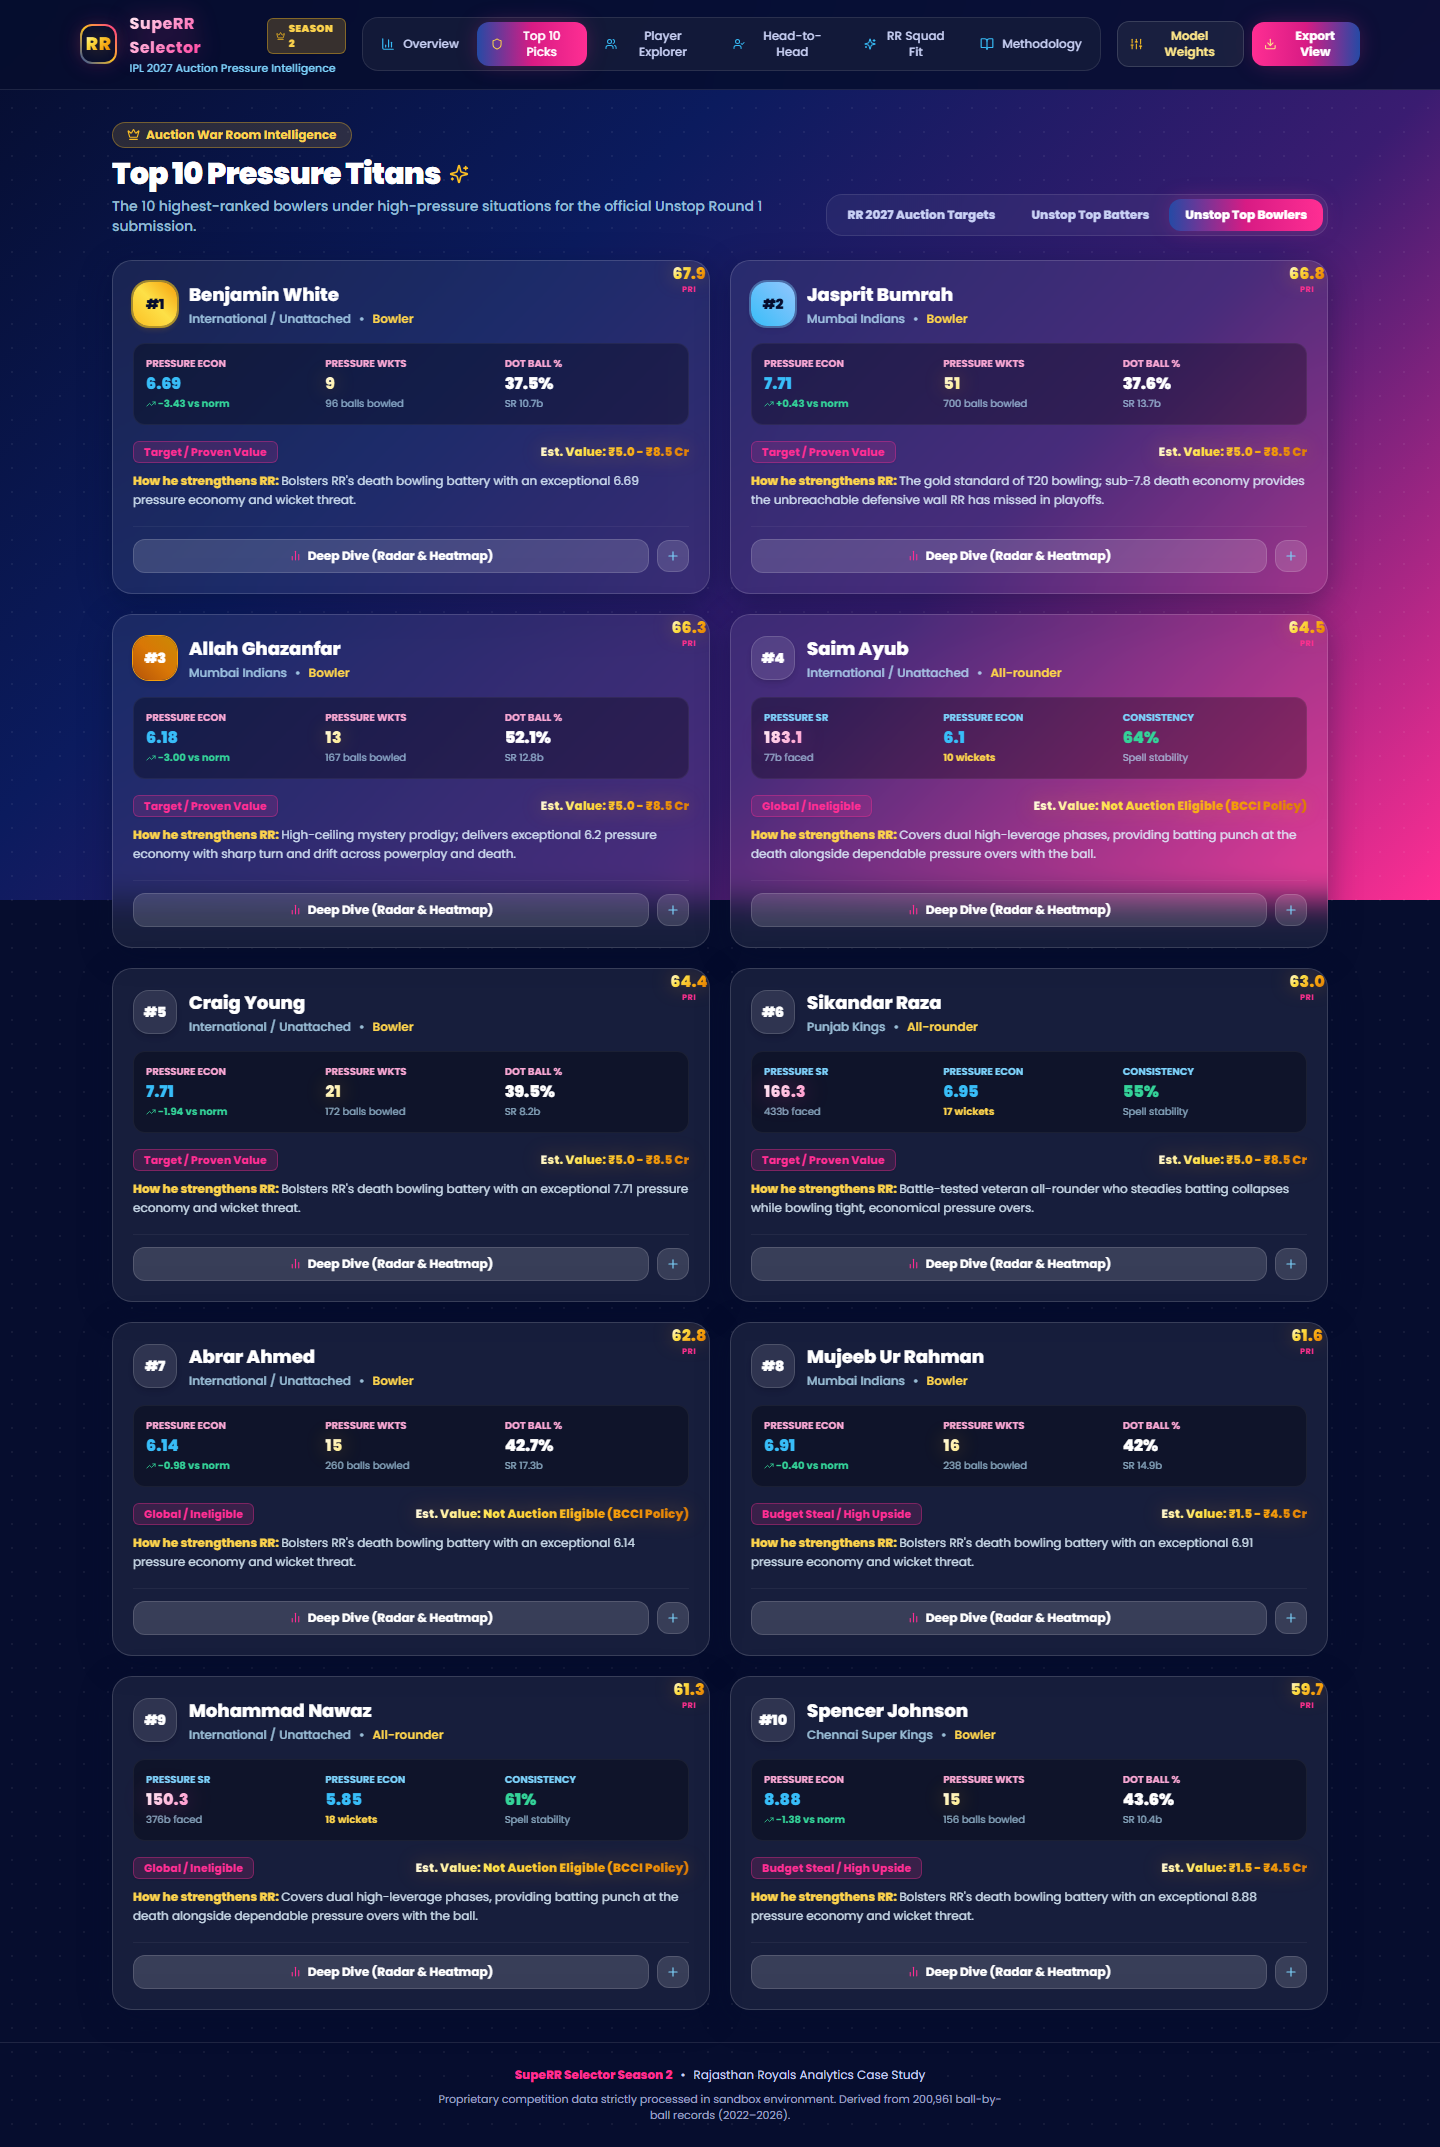 RR
SupeRR
Selector
SEASON
2
IPL 2027 Auction Pressure Intelligence
Overview
Top 10
Picks
Player
Explorer
Head-to-
Head
RR Squad
Fit
Methodology
Model
Weights
Export
View
Auction War Room Intelligence
Top 10 Pressure Titans
The 10 highest-ranked bowlers under high-pressure situations for the official Unstop Round 1
submission.
RR 2027 Auction Targets
Unstop Top Batters
Unstop Top Bowlers
67.9
PRI
#1
Benjamin White
International / Unattached • Bowler
PRESSURE ECON PRESSURE WKTS DOT BALL %
6.69 9 37.5%
-3.43 vs norm 96 balls bowled SR 10.7b
Target / Proven Value
Est. Value: ₹5.0 - ₹8.5 Cr
How he strengthens RR: Bolsters RR's death bowling battery with an exceptional 6.69
pressure economy and wicket threat.
Deep Dive (Radar & Heatmap)
+
66.8
PRI
#2
Jasprit Bumrah
Mumbai Indians • Bowler
PRESSURE ECON PRESSURE WKTS DOT BALL %
7.71 51 37.6%
+0.43 vs norm 700 balls bowled SR 13.7b
Target / Proven Value
Est. Value: ₹5.0 - ₹8.5 Cr
How he strengthens RR: The gold standard of T20 bowling; sub-7.8 death economy provides
the unbreachable defensive wall RR has missed in playoffs.
Deep Dive (Radar & Heatmap)
+
66.3
PRI
#3
Allah Ghazanfar
Mumbai Indians • Bowler
PRESSURE ECON PRESSURE WKTS DOT BALL %
6.18 13 52.1%
-3.00 vs norm 167 balls bowled SR 12.8b
Target / Proven Value
Est. Value: ₹5.0 - ₹8.5 Cr
How he strengthens RR: High-ceiling mystery prodigy; delivers exceptional 6.2 pressure
economy with sharp turn and drift across powerplay and death.
Deep Dive (Radar & Heatmap)
+
64.5
PRI
#4
Saim Ayub
International / Unattached • All-rounder
PRESSURE SR PRESSURE ECON CONSISTENCY
183.1 6.1 64%
77b faced 10 wickets Spell stability
Global / Ineligible
Est. Value: Not Auction Eligible (BCCI Policy)
How he strengthens RR: Covers dual high-leverage phases, providing batting punch at the
death alongside dependable pressure overs with the ball.
Deep Dive (Radar & Heatmap)
+
64.4
PRI
#5
Craig Young
International / Unattached • Bowler
PRESSURE ECON PRESSURE WKTS DOT BALL %
7.71 21 39.5%
-1.94 vs norm 172 balls bowled SR 8.2b
Target / Proven Value
Est. Value: ₹5.0 - ₹8.5 Cr
How he strengthens RR: Bolsters RR's death bowling battery with an exceptional 7.71 pressure
economy and wicket threat.
Deep Dive (Radar & Heatmap)
+
63.0
PRI
#6
Sikandar Raza
Punjab Kings • All-rounder
PRESSURE SR PRESSURE ECON CONSISTENCY
166.3 6.95 55%
433b faced 17 wickets Spell stability
Target / Proven Value
Est. Value: ₹5.0 - ₹8.5 Cr
How he strengthens RR: Battle-tested veteran all-rounder who steadies batting collapses
while bowling tight, economical pressure overs.
Deep Dive (Radar & Heatmap)
+
62.8
PRI
#7
Abrar Ahmed
International / Unattached • Bowler
PRESSURE ECON PRESSURE WKTS DOT BALL %
6.14 15 42.7%
-0.98 vs norm 260 balls bowled SR 17.3b
Global / Ineligible
Est. Value: Not Auction Eligible (BCCI Policy)
How he strengthens RR: Bolsters RR's death bowling battery with an exceptional 6.14
pressure economy and wicket threat.
Deep Dive (Radar & Heatmap)
+
61.6
PRI
#8
Mujeeb Ur Rahman
Mumbai Indians • Bowler
PRESSURE ECON PRESSURE WKTS DOT BALL %
6.91 16 42%
-0.40 vs norm 238 balls bowled SR 14.9b
Budget Steal / High Upside
Est. Value: ₹1.5 - ₹4.5 Cr
How he strengthens RR: Bolsters RR's death bowling battery with an exceptional 6.91
pressure economy and wicket threat.
Deep Dive (Radar & Heatmap)
+
61.3
PRI
#9
Mohammad Nawaz
International / Unattached • All-rounder
PRESSURE SR PRESSURE ECON CONSISTENCY
150.3 5.85 61%
376b faced 18 wickets Spell stability
Global / Ineligible
Est. Value: Not Auction Eligible (BCCI Policy)
How he strengthens RR: Covers dual high-leverage phases, providing batting punch at the
death alongside dependable pressure overs with the ball.
Deep Dive (Radar & Heatmap)
+
59.7
PRI
#10
Spencer Johnson
Chennai Super Kings • Bowler
PRESSURE ECON PRESSURE WKTS DOT BALL %
8.88 15 43.6%
-1.38 vs norm 156 balls bowled SR 10.4b
Budget Steal / High Upside
Est. Value: ₹1.5 - ₹4.5 Cr
How he strengthens RR: Bolsters RR's death bowling battery with an exceptional 8.88
pressure economy and wicket threat.
Deep Dive (Radar & Heatmap)
+
SupeRR Selector Season 2 • Rajasthan Royals Analytics Case Study
Proprietary competition data strictly processed in sandbox environment. Derived from 200,961 ball-by-
ball records (2022–2026).